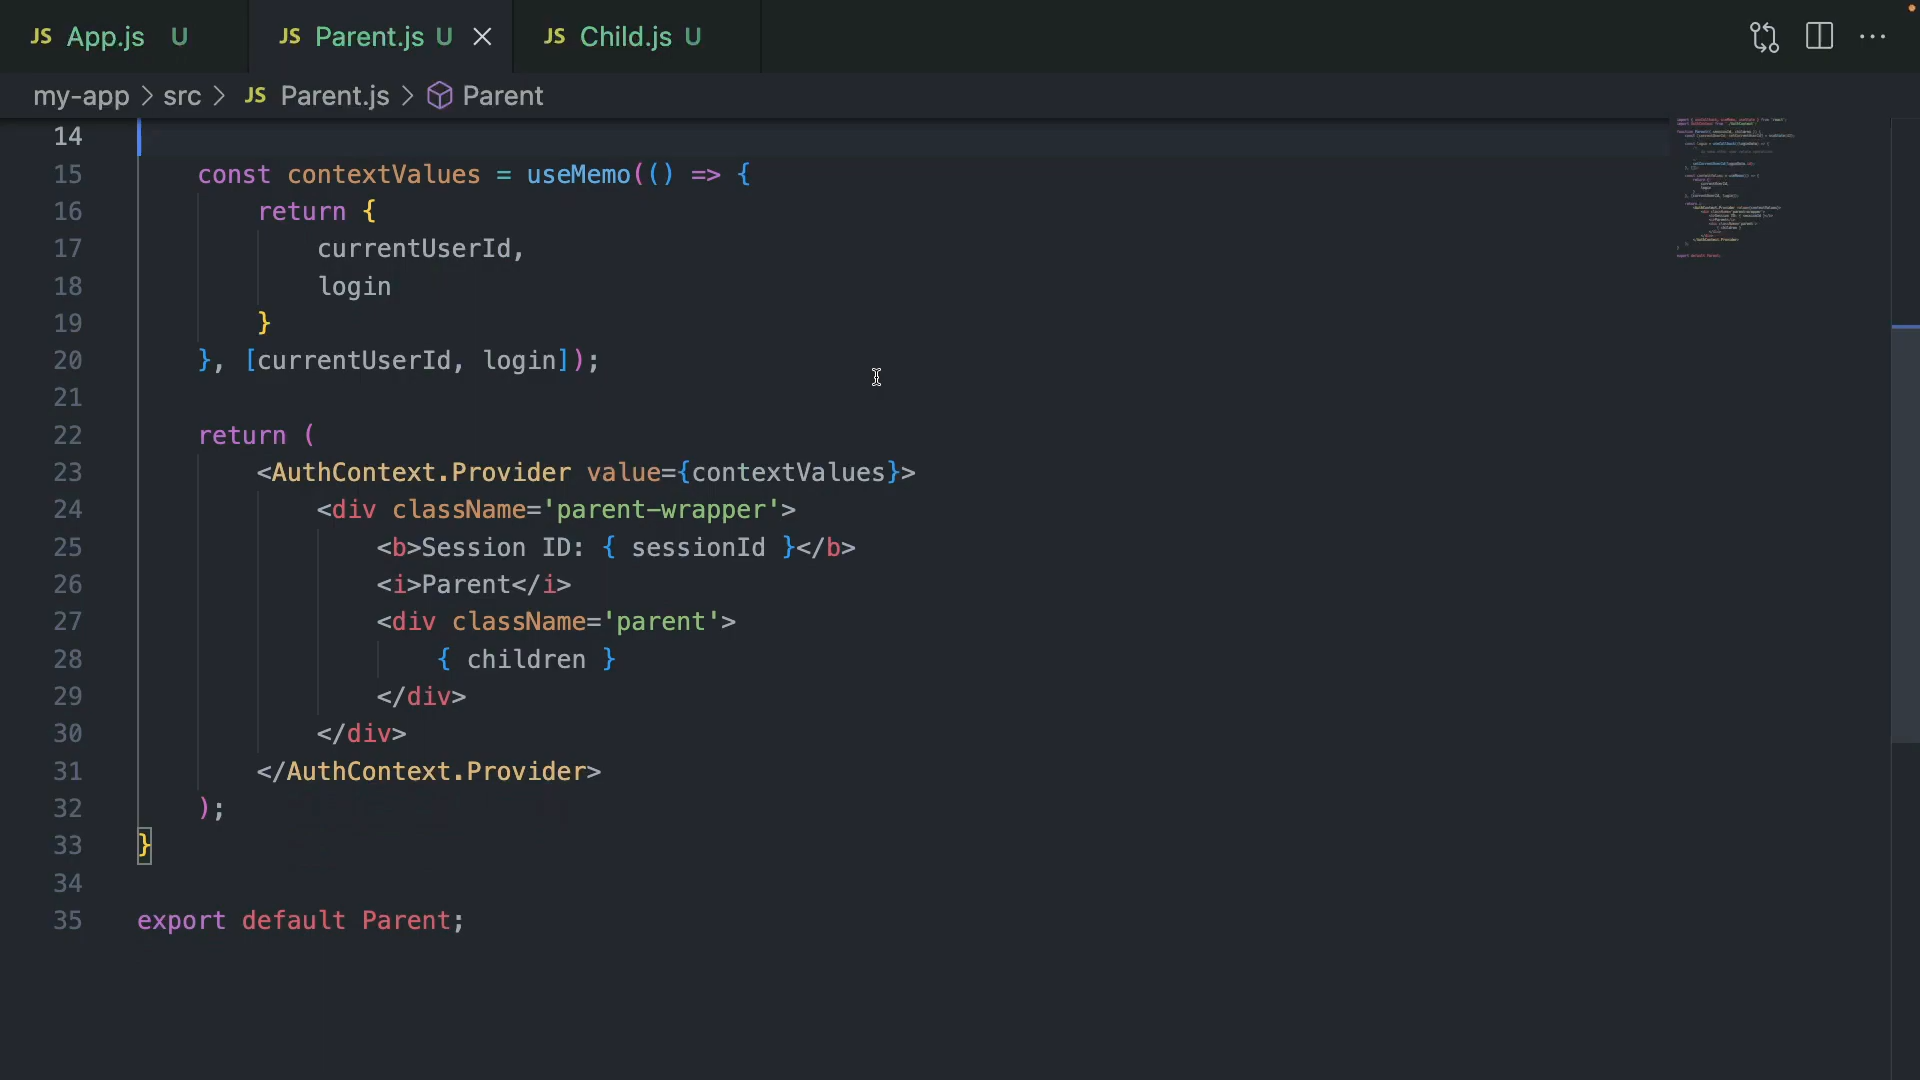 JS App.js U JS Parent.js U JS Child.js U
my-app > src > JS Parent.js > Parent
14
15 const contextValues = useMemo(() => {
16 return {
17 currentUserId,
18 login
19 }
20 }, [currentUserId, login]);
21
22 return (
23 <AuthContext.Provider value={contextValues}>
24 <div className='parent-wrapper'>
25 <b>Session ID: { sessionId }</b>
26 <i>Parent</i>
27 <div className='parent'>
28 { children }
29 </div>
30 </div>
31 </AuthContext.Provider>
32 );
33 }
34
35 export default Parent;